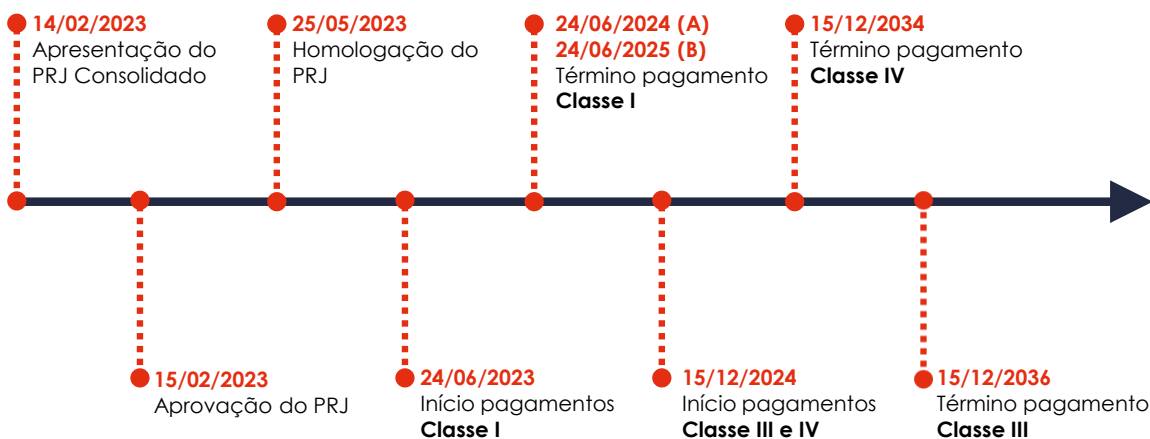 14/02/2023
Apresentação do
PRJ Consolidado
25/05/2023
Homologação do
PRJ
24/06/2024 (A)
24/06/2025 (B)
Término pagamento
Classe I
15/12/2034
Término pagamento
Classe IV
15/02/2023
Aprovação do PRJ
24/06/2023
Início pagamentos
Classe I
15/12/2024
Início pagamentos
Classe III e IV
15/12/2036
Término pagamento
Classe III